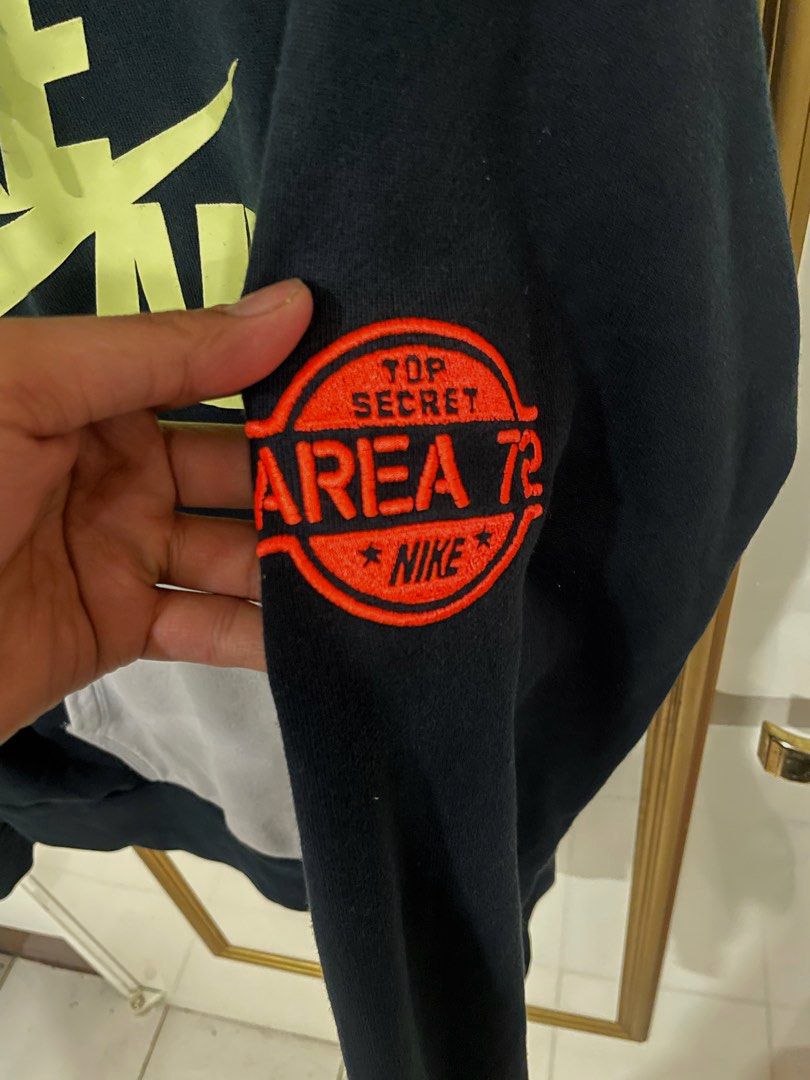 TOP
SECRET
AREA 72
★ NIKE ★